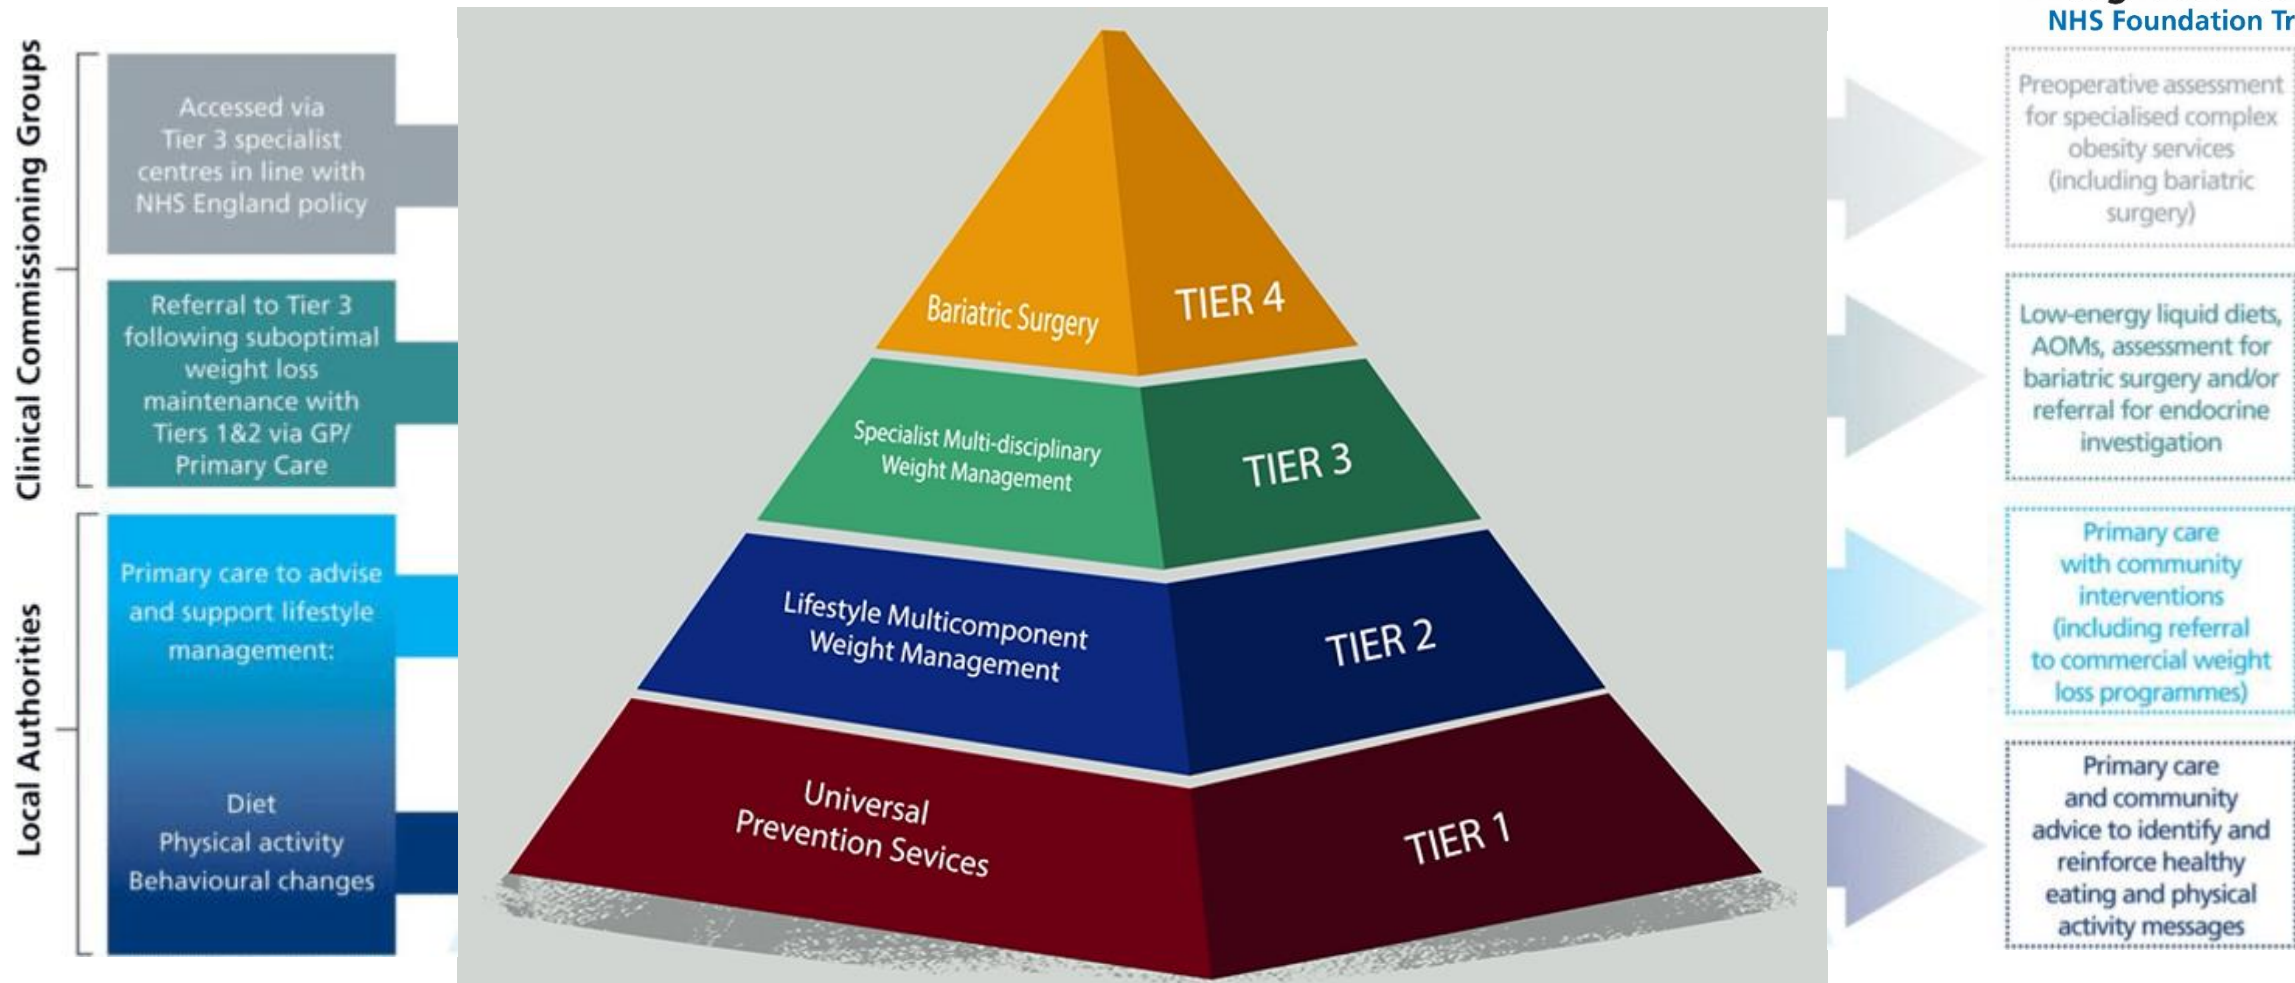 NHS Foundation Tr
Clinical Commissioning Groups
Accessed via
Tier 3 specialist
centres in line with
NHS England policy
Referral to Tier 3
following suboptimal
weight loss
maintenance with
Tiers 1&2 via GP/
Primary Care
Local Authorities
Primary care to advise
and support lifestyle
management:
Diet
Physical activity
Behavioural changes
Bariatric Surgery
TIER 4
Specialist Multi-disciplinary
Weight Management
TIER 3
Lifestyle Multicomponent
Weight Management
TIER 2
Universal
Prevention Sevices
TIER 1
Preoperative assessment
for specialised complex
obesity services
(including bariatric
surgery)
Low-energy liquid diets,
AOMs, assessment for
bariatric surgery and/or
referral for endocrine
investigation
Primary care
with community
interventions
(including referral
to commercial weight
loss programmes)
Primary care
and community
advice to identify and
reinforce healthy
eating and physical
activity messages